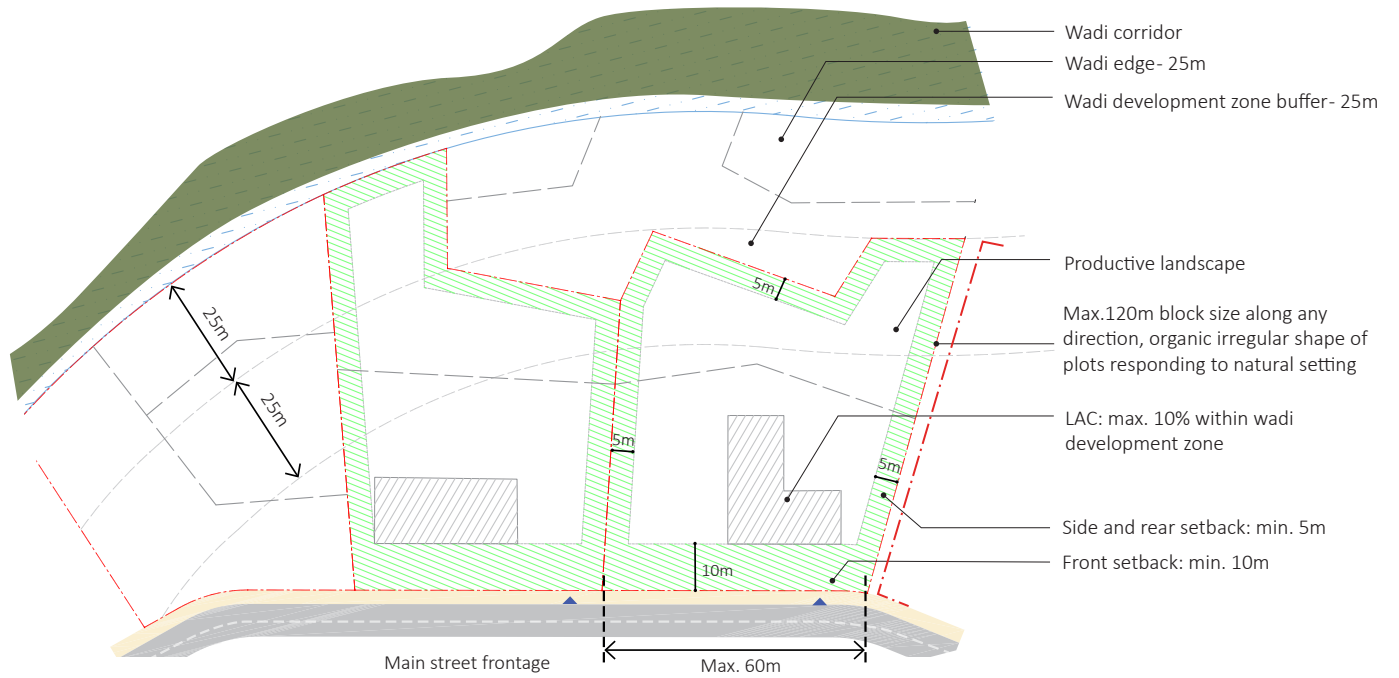 Wadi corridor
Wadi edge- 25m
Wadi development zone buffer- 25m
Productive landscape
Max.120m block size along any
direction, organic irregular shape of
plots responding to natural setting
LAC: max. 10% within wadi
development zone
Side and rear setback: min. 5m
Front setback: min. 10m
25m
25m
5m
5m
5m
10m
Main street frontage
Max. 60m